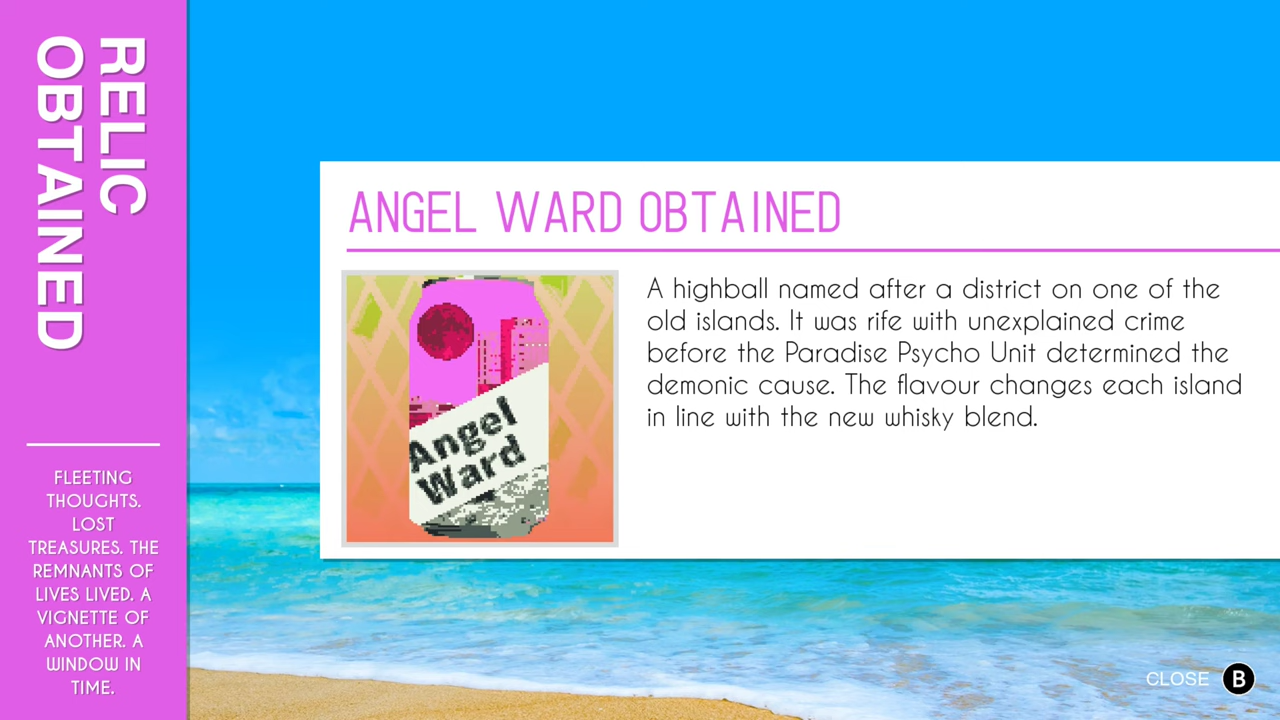 RELIC
OBTAINED
FLEETING
THOUGHTS.
LOST
TREASURES. THE
REMNANTS OF
LIVES LIVED. A
VIGNETTE OF
ANOTHER. A
WINDOW IN
TIME.
ANGEL WARD OBTAINED
Angel
Ward
A highball named after a district on one of the
old islands. It was rife with unexplained crime
before the Paradise Psycho Unit determined the
demonic cause. The flavour changes each island
in line with the new whisky blend.
CLOSE B